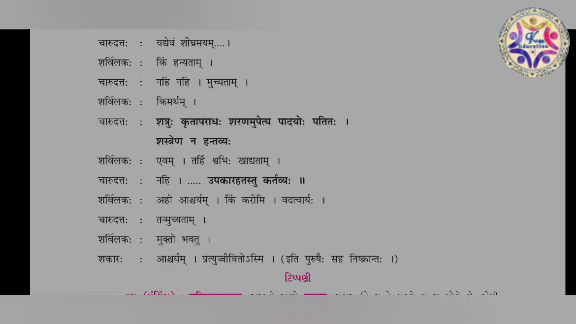 चारुदत्तः : यद्येवं शीघ्रमयम्....।
शर्विलकः : किं हन्यताम् ।
चारुदत्तः : नहि नहि । मुच्यताम् ।
शर्विलकः : किमर्थम् ।
चारुदत्तः : शत्रुः कृतापराधः शरणमुपेत्य पादयोः पतितः ।
शस्त्रेण न हन्तव्यः
शर्विलकः : एवम् । तर्हि श्वभिः खाद्यताम् ।
चारुदत्तः : नहि । ..... उपकारहतस्तु कर्तव्यः ॥
शर्विलकः : अहो आश्चर्यम् । किं करोमि । वदत्वार्यः ।
चारुदत्तः : तन्मुच्यताम् ।
शर्विलकः : मुक्तो भवतु ।
शकारः : आश्चर्यम् । प्रत्युज्जीवितोऽस्मि । (इति पुरुषैः सह निष्क्रान्तः ।)
ટિપ્પણી
Education